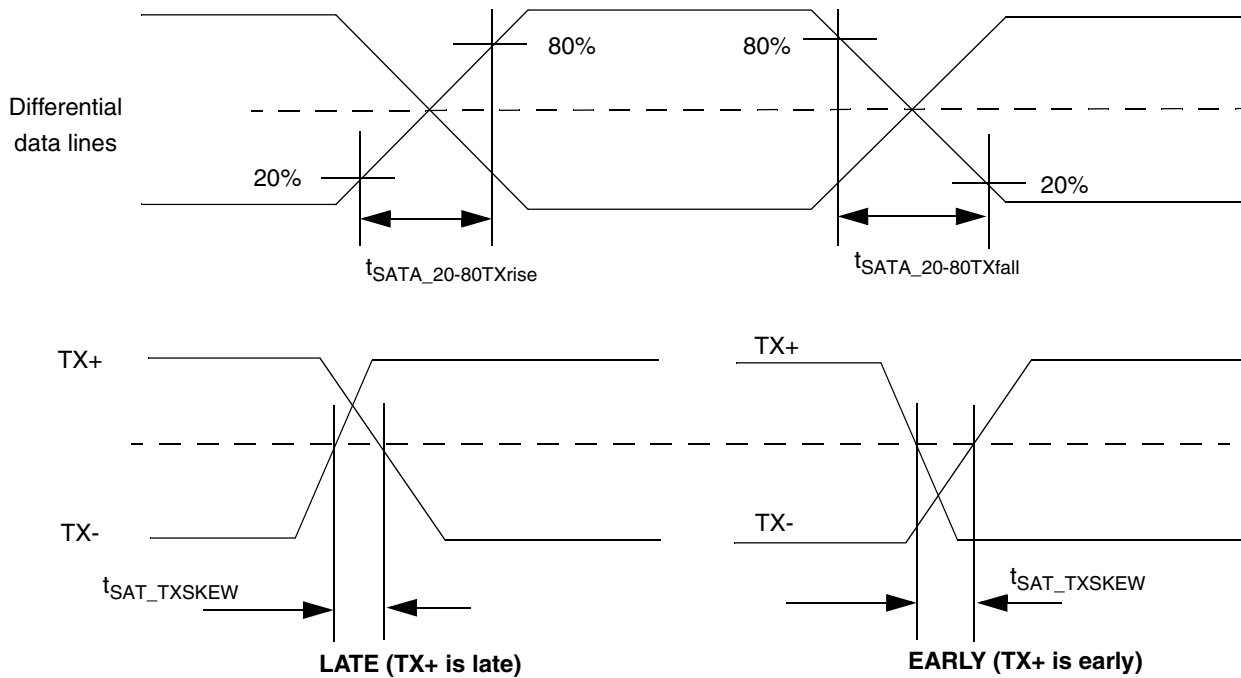 80%
80%
Differential
data lines
20%
20%
tSATA_20-80TXrise
tSATA_20-80TXfall
TX+
TX+
TX-
TX-
tSAT_TXSKEW
tSAT_TXSKEW
LATE (TX+ is late)
EARLY (TX+ is early)